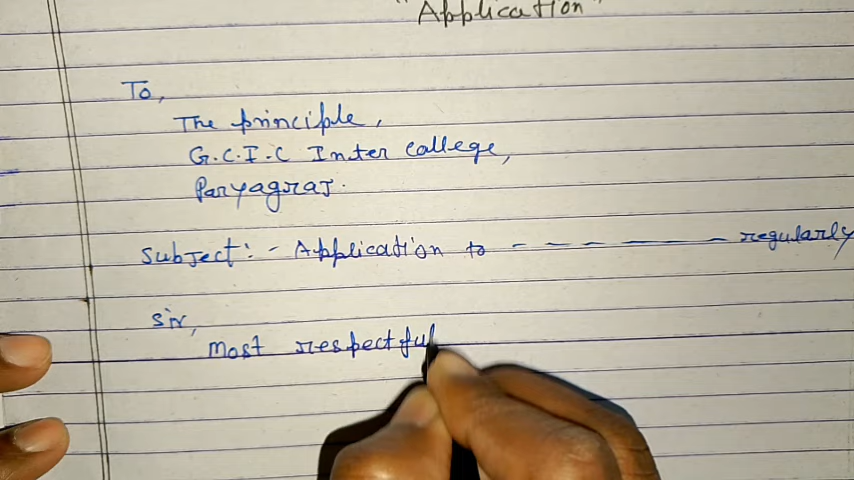 "Application"
To,
The principle,
G.C.I.C Inter college,
Paryagraj.
Subject:- Application to - - - — — regularly
Sir,
Most respectful